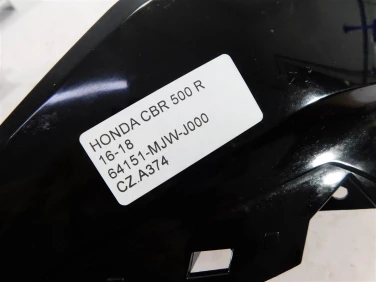 HONDA CBR 500 R
16-18
64151-MJW-J000
CZ.A374